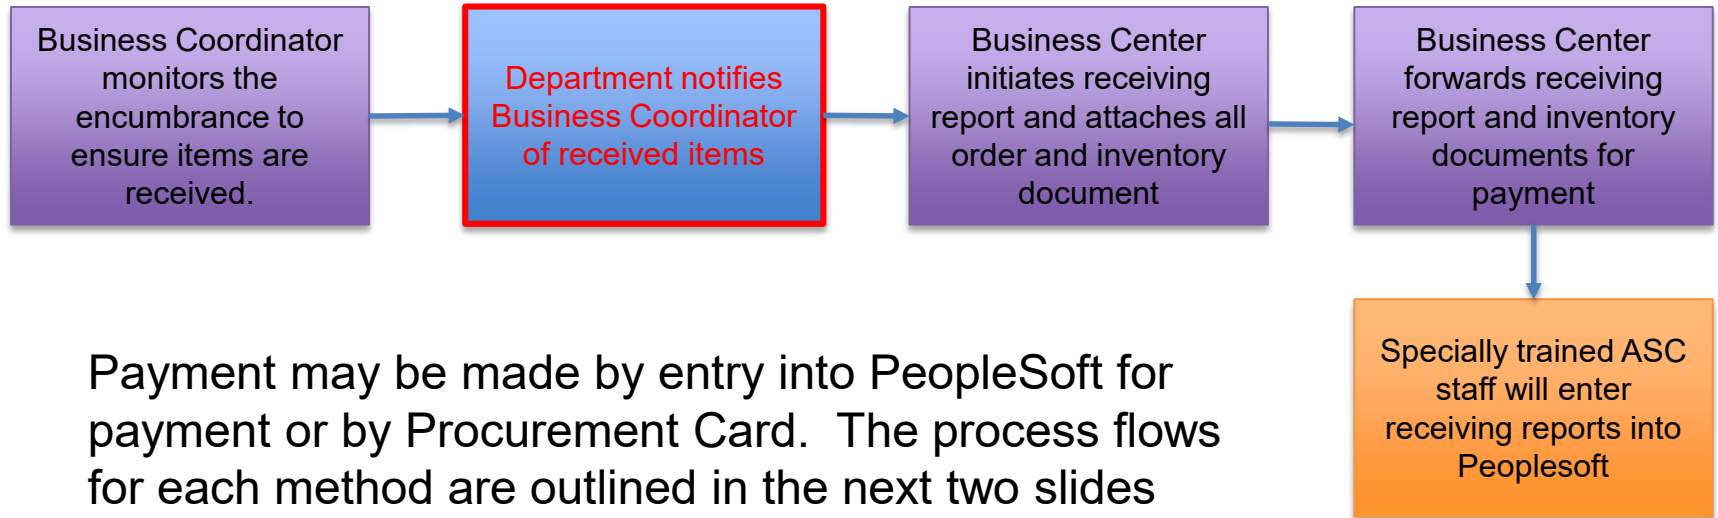 Business Coordinator
monitors the
encumbrance to
ensure items are
received.
Department notifies
Business Coordinator
of received items
Business Center
initiates receiving
report and attaches all
order and inventory
document
Business Center
forwards receiving
report and inventory
documents for
payment
Specially trained ASC
staff will enter
receiving reports into
Peoplesoft
Payment may be made by entry into PeopleSoft for
payment or by Procurement Card.  The process flows
for each method are outlined in the next two slides